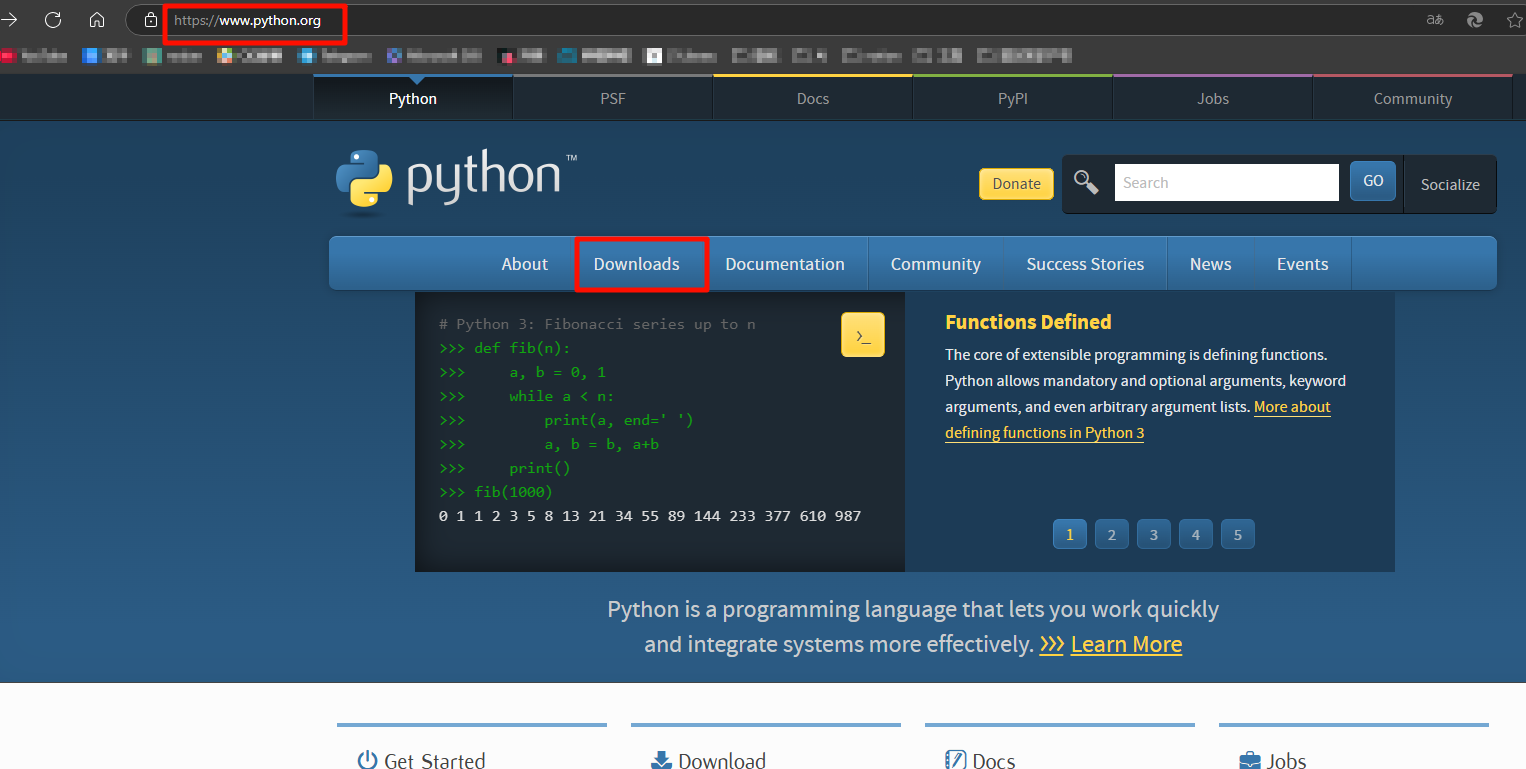 https://www.python.org
aあ
Python PSF Docs PyPI Jobs Community
python™
Donate Search GO Socialize
About Downloads Documentation Community Success Stories News Events
# Python 3: Fibonacci series up to n
>>> def fib(n):
>>>     a, b = 0, 1
>>>     while a < n:
>>>         print(a, end=' ')
>>>         a, b = b, a+b
>>>     print()
>>> fib(1000)
0 1 1 2 3 5 8 13 21 34 55 89 144 233 377 610 987
>_
Functions Defined
The core of extensible programming is defining functions.
Python allows mandatory and optional arguments, keyword
arguments, and even arbitrary argument lists. More about
defining functions in Python 3
1 2 3 4 5
Python is a programming language that lets you work quickly
and integrate systems more effectively. >>> Learn More
Get Started Download Docs Jobs